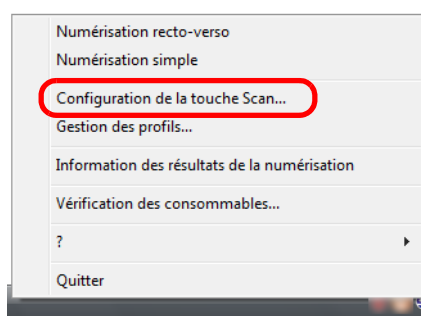 Numérisation recto-verso
Numérisation simple
Configuration de la touche Scan...
Gestion des profils...
Information des résultats de la numérisation
Vérification des consommables...
?
Quitter